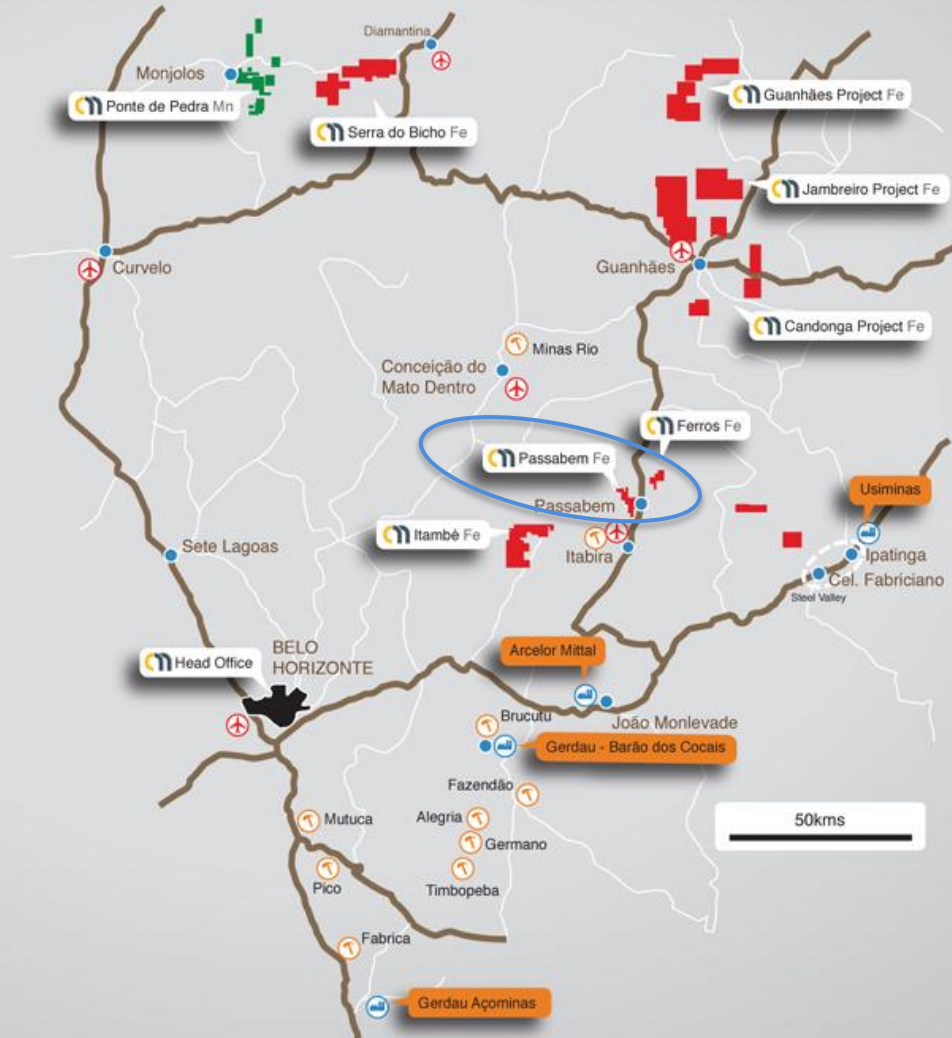 Diamantina
Monjolos
Ponte de Pedra Mn
Serra do Bicho Fe
Guanhães Project Fe
Jambreiro Project Fe
Curvelo
Guanhães
Candonga Project Fe
Minas Rio
Conceição do
Mato Dentro
Ferros Fe
Passabem Fe
Passabem
Usiminas
Itambé Fe
Itabira
Sete Lagoas
Ipatinga
Cel. Fabriciano
Steel Valley
Head Office
BELO
HORIZONTE
Arcelor Mittal
João Monlevade
Brucutu
Gerdau - Barão dos Cocais
Fazendão
Alegria
Mutuca
Germano
50kms
Pico
Timbopeba
Fabrica
Gerdau Açominas